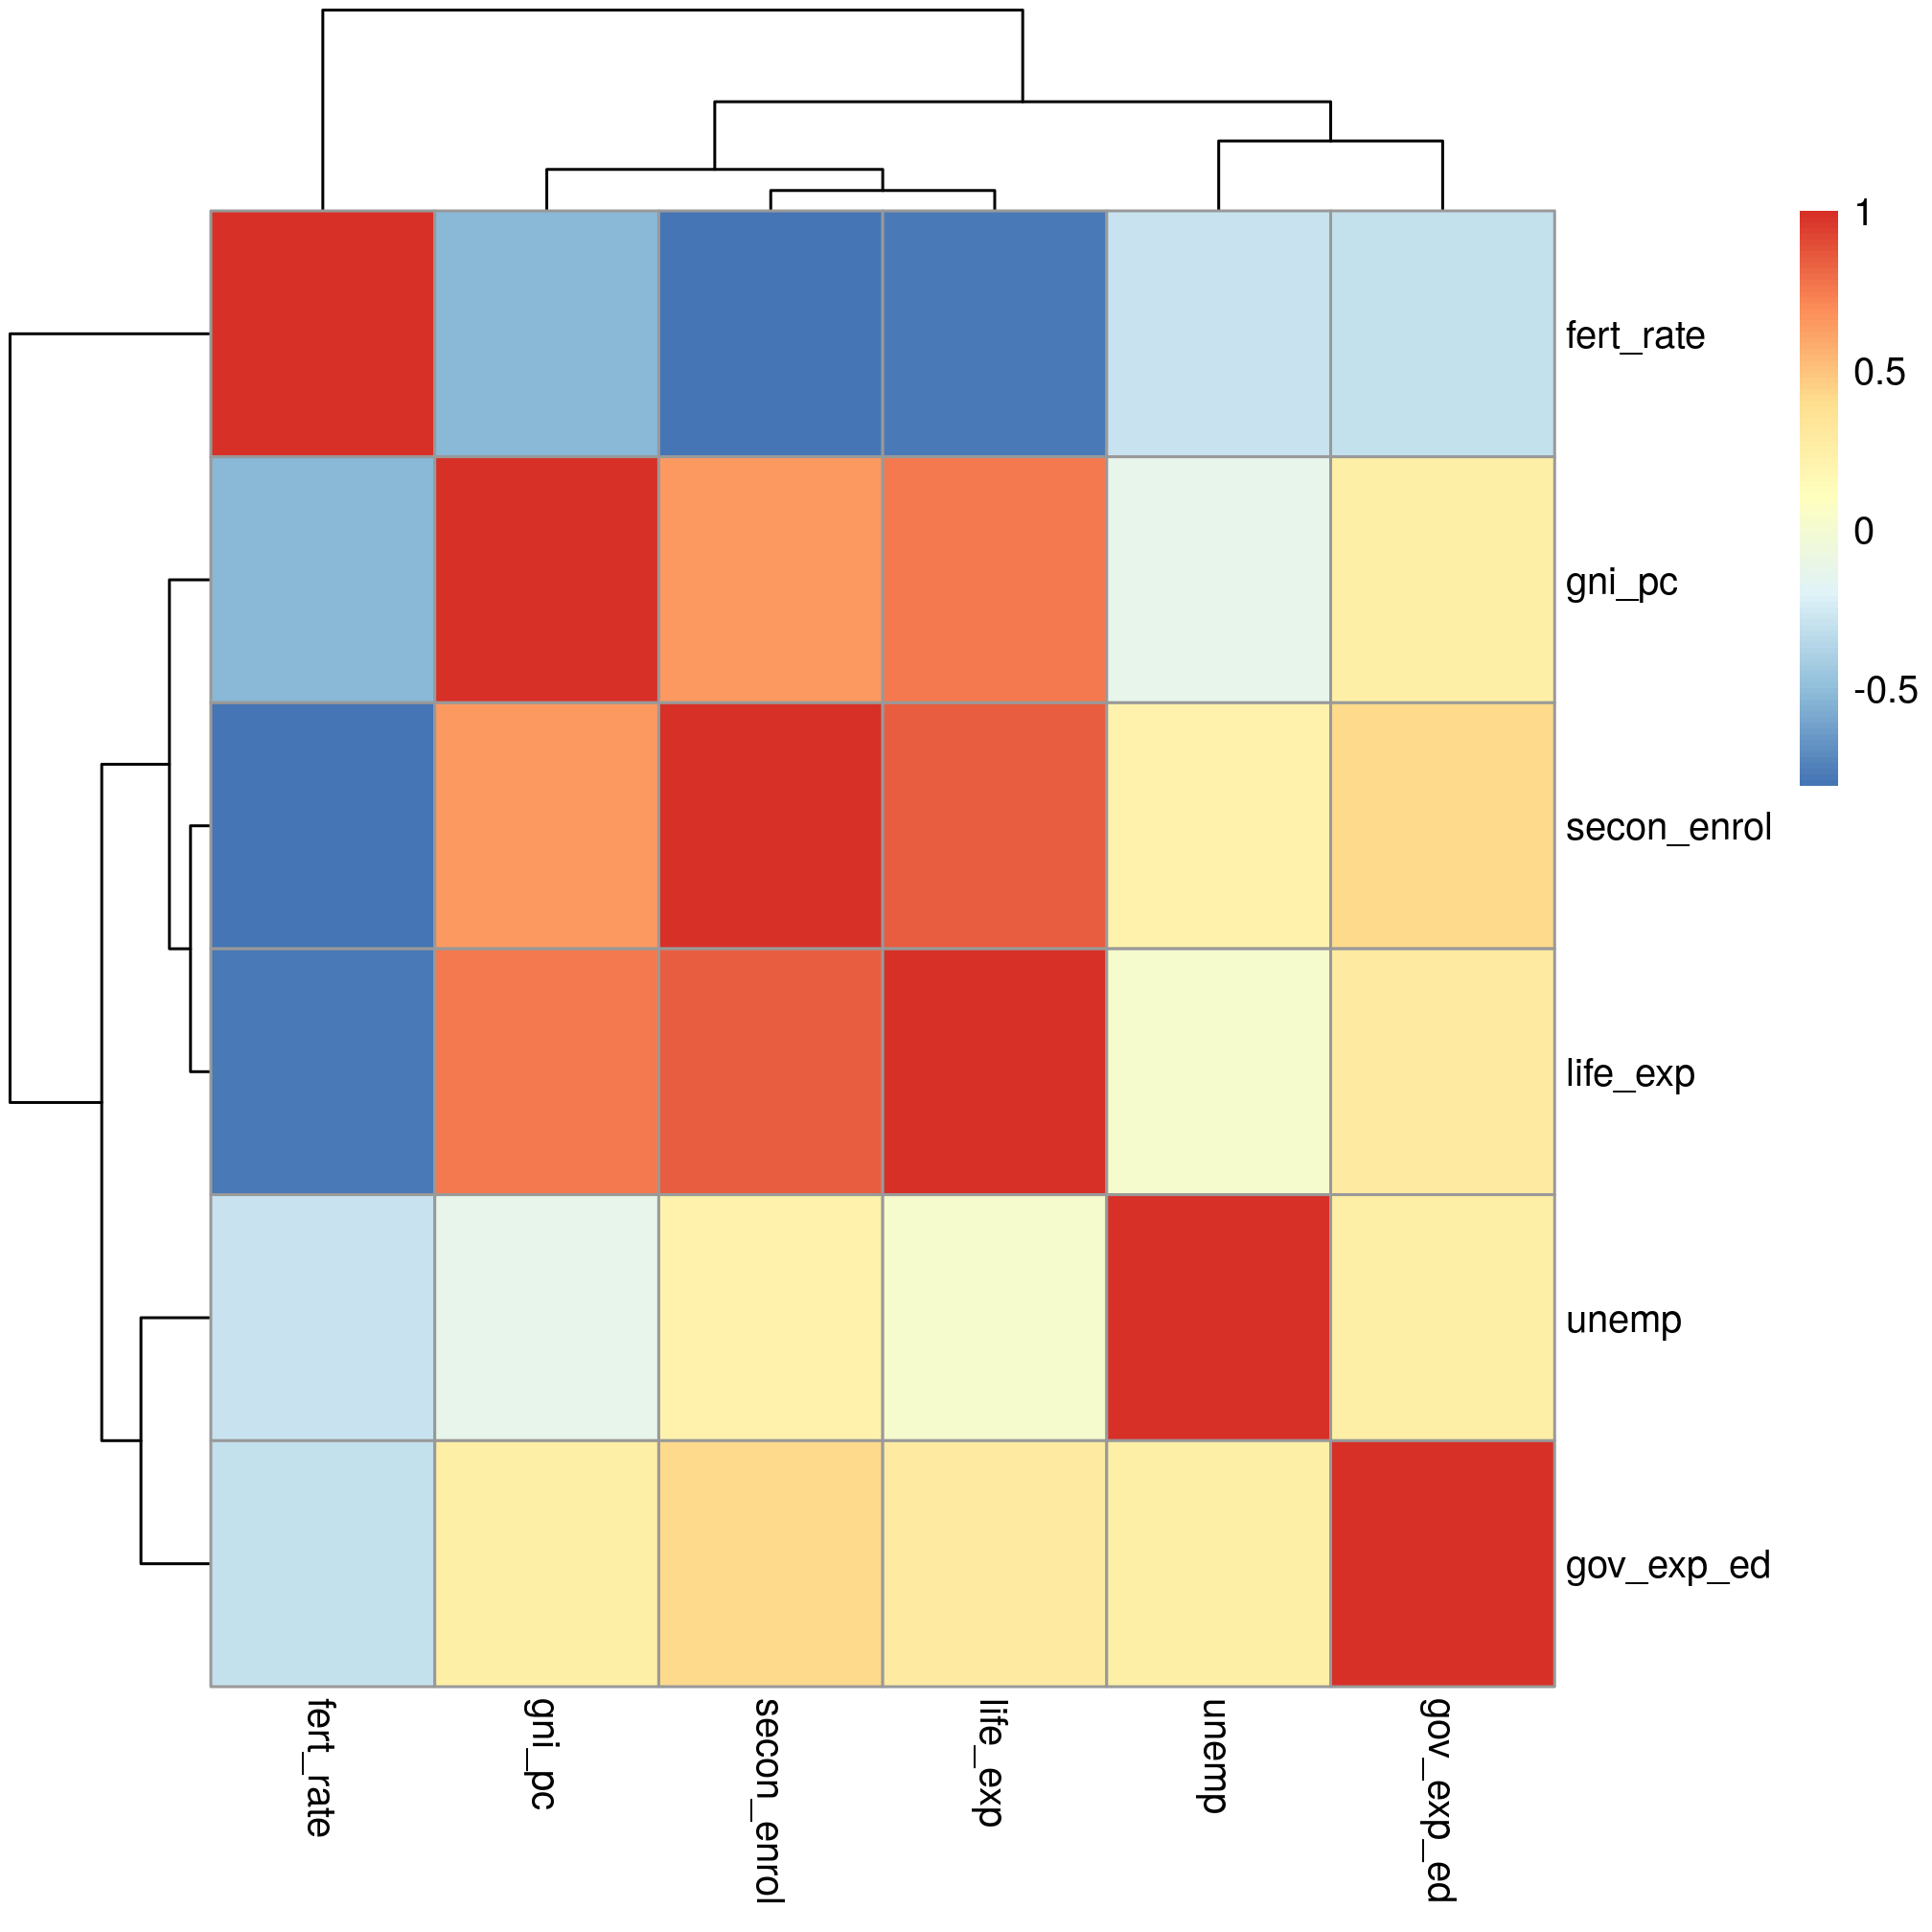 1
0.5
0
-0.5
fert_rate
gni_pc
secon_enrol
life_exp
unemp
gov_exp_ed
fert_rate
gni_pc
secon_enrol
life_exp
unemp
gov_exp_ed